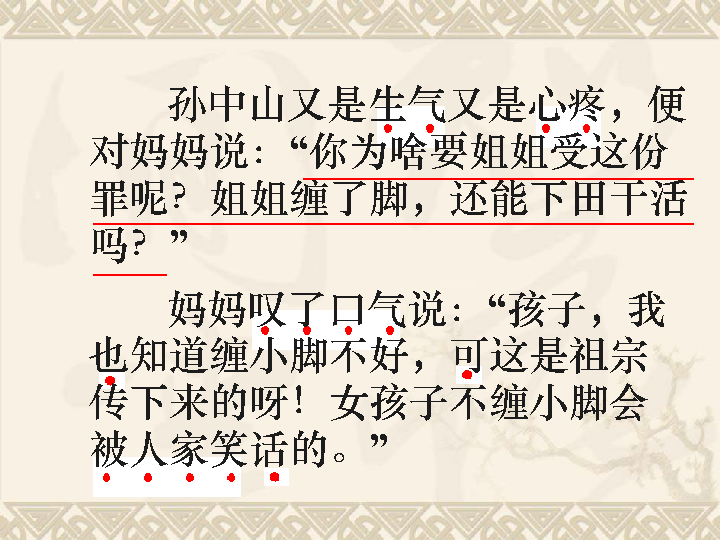 孙中山又是生气又是心疼，便
对妈妈说：“你为啥要姐姐受这份
罪呢？姐姐缠了脚，还能下田干活
吗？”
妈妈叹了口气说：“孩子，我
也知道缠小脚不好，可这是祖宗
传下来的呀！女孩子不缠小脚会
被人家笑话的。”